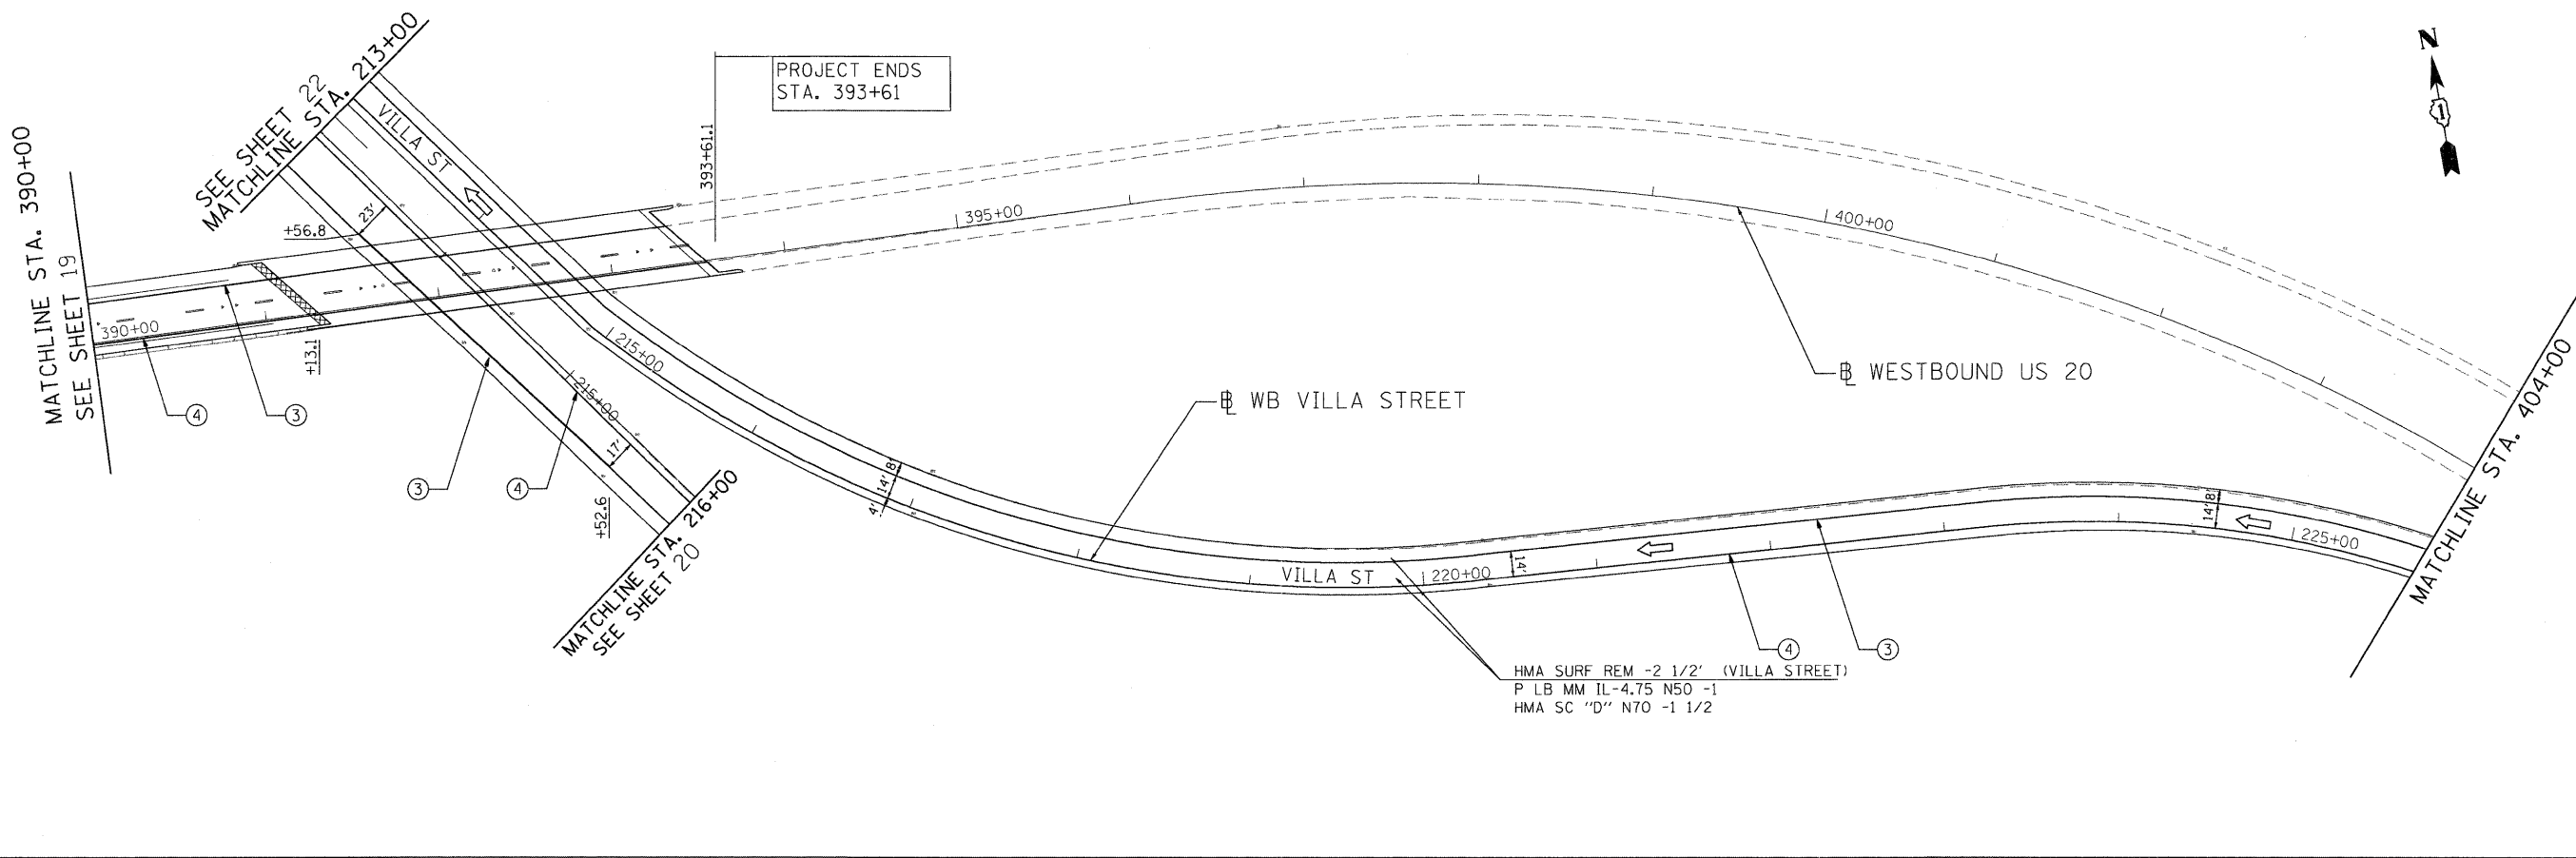 MATCHLINE STA. 390+00
SEE SHEET 19
SEE SHEET 22
MATCHLINE STA. 213+00
VILLA ST
PROJECT ENDS
STA. 393+61
393+61.1
N
1
23'
+56.8
390+00
+13.1
4
3
395+00
400+00
215+00
215+00
3
4
17'
+52.6
MATCHLINE STA. 216+00
SEE SHEET 20
8'
14'
4'
BL WB VILLA STREET
BL WESTBOUND US 20
VILLA ST
220+00
14'
8'
14'
225+00
MATCHLINE STA. 404+00
4
3
HMA SURF REM -2 1/2' (VILLA STREET)
P LB MM IL-4.75 N50 -1
HMA SC "D" N70 -1 1/2